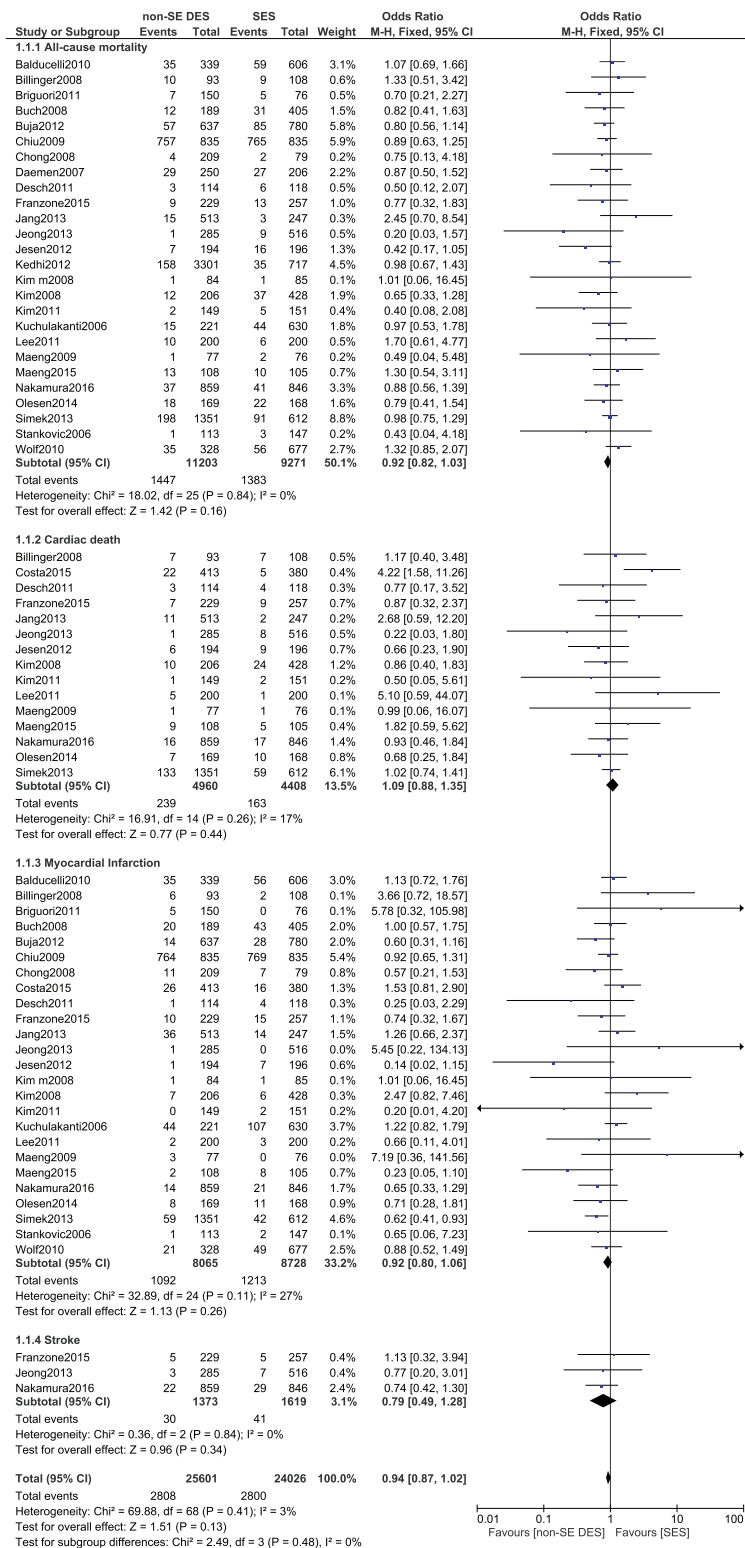 non-SE DES SES Odds Ratio Odds Ratio
Study or Subgroup Events Total Events Total Weight M-H, Fixed, 95% CI M-H, Fixed, 95% CI
1.1.1 All-cause mortality
Balducelli2010 35 339 59 606 3.1% 1.07 [0.69, 1.66]
Billinger2008 10 93 9 108 0.6% 1.33 [0.51, 3.42]
Briguori2011 7 150 5 76 0.5% 0.70 [0.21, 2.27]
Buch2008 12 189 31 405 1.5% 0.82 [0.41, 1.63]
Buja2012 57 637 85 780 5.8% 0.80 [0.56, 1.14]
Chiu2009 757 835 765 835 5.9% 0.89 [0.63, 1.25]
Chong2008 4 209 2 79 0.2% 0.75 [0.13, 4.18]
Daemen2007 29 250 27 206 2.2% 0.87 [0.50, 1.52]
Desch2011 3 114 6 118 0.5% 0.50 [0.12, 2.07]
Franzone2015 9 229 13 257 1.0% 0.77 [0.32, 1.83]
Jang2013 15 513 3 247 0.3% 2.45 [0.70, 8.54]
Jeong2013 1 285 9 516 0.5% 0.20 [0.03, 1.57]
Jesen2012 7 194 16 196 1.3% 0.42 [0.17, 1.05]
Kedhi2012 158 3301 35 717 4.6% 0.98 [0.67, 1.43]
Kim m2008 1 84 1 85 0.1% 1.01 [0.06, 16.45]
Kim2008 12 206 37 428 1.9% 0.65 [0.33, 1.28]
Kim2011 2 149 5 151 0.4% 0.40 [0.08, 2.08]
Kuchulakanti2006 15 221 44 630 1.8% 0.97 [0.53, 1.78]
Lee2011 10 200 6 200 0.5% 1.70 [0.61, 4.77]
Maeng2009 1 77 2 76 0.2% 0.49 [0.04, 5.48]
Maeng2015 13 108 10 105 0.7% 1.30 [0.54, 3.11]
Nakamura2016 37 859 41 846 3.3% 0.88 [0.56, 1.39]
Olesen2014 18 169 22 168 1.6% 0.79 [0.41, 1.54]
Simek2013 198 1351 91 612 8.8% 0.98 [0.75, 1.29]
Stankovic2006 1 113 3 147 0.2% 0.43 [0.04, 4.18]
Wolf2010 35 328 56 677 2.7% 1.32 [0.85, 2.07]
Subtotal (95% CI) 11203 9271 50.1% 0.92 [0.82, 1.03]
Total events 1447 1383
Heterogeneity: Chi² = 18.02, df = 25 (P = 0.84); I² = 0%
Test for overall effect: Z = 1.42 (P = 0.16)
1.1.2 Cardiac death
Billinger2008 7 93 7 108 0.5% 1.17 [0.40, 3.48]
Costa2015 22 413 5 380 0.4% 4.22 [1.58, 11.26]
Desch2011 3 114 4 118 0.3% 0.77 [0.17, 3.52]
Franzone2015 7 229 9 257 0.7% 0.87 [0.32, 2.37]
Jang2013 11 513 2 247 0.2% 2.68 [0.59, 12.20]
Jeong2013 1 285 8 516 0.4% 0.22 [0.03, 1.80]
Jesen2012 6 194 9 196 0.7% 0.66 [0.23, 1.90]
Kim2008 10 206 24 428 1.2% 0.86 [0.40, 1.83]
Kim2011 1 149 2 151 0.2% 0.50 [0.05, 5.61]
Lee2011 5 200 1 200 0.1% 5.10 [0.59, 44.07]
Maeng2009 1 77 1 76 0.1% 0.99 [0.06, 16.07]
Maeng2015 9 108 5 105 0.4% 1.82 [0.59, 5.62]
Nakamura2016 16 859 17 846 1.4% 0.93 [0.46, 1.84]
Olesen2014 7 169 10 168 0.8% 0.68 [0.25, 1.84]
Simek2013 133 1351 59 612 6.1% 1.02 [0.74, 1.41]
Subtotal (95% CI) 4960 4408 13.5% 1.09 [0.88, 1.35]
Total events 239 163
Heterogeneity: Chi² = 16.91, df = 14 (P = 0.26); I² = 17%
Test for overall effect: Z = 0.77 (P = 0.44)
1.1.3 Myocardial Infarction
Balducelli2010 35 339 56 606 3.0% 1.13 [0.72, 1.76]
Billinger2008 6 93 2 108 0.2% 3.66 [0.72, 18.57]
Briguori2011 5 150 0 76 0.1% 5.78 [0.32, 105.98]
Buch2008 20 189 43 405 2.0% 1.00 [0.57, 1.75]
Buja2012 14 637 28 780 2.0% 0.60 [0.31, 1.16]
Chiu2009 764 835 769 835 5.4% 0.92 [0.65, 1.31]
Chong2008 11 209 7 79 0.8% 0.57 [0.21, 1.53]
Costa2015 26 413 16 380 1.3% 1.53 [0.81, 2.90]
Desch2011 1 114 4 118 0.3% 0.25 [0.03, 2.29]
Franzone2015 10 229 15 257 1.1% 0.74 [0.32, 1.67]
Jang2013 36 513 14 247 1.5% 1.26 [0.66, 2.37]
Jeong2013 1 285 0 516 0.0% 5.45 [0.22, 134.13]
Jesen2012 1 194 7 196 0.6% 0.14 [0.02, 1.15]
Kim m2008 1 84 1 85 0.1% 1.01 [0.06, 16.45]
Kim2008 7 206 6 428 0.3% 2.47 [0.82, 7.46]
Kim2011 0 149 2 151 0.2% 0.20 [0.01, 4.20]
Kuchulakanti2006 44 221 107 630 3.7% 1.22 [0.82, 1.79]
Lee2011 2 200 3 200 0.2% 0.66 [0.11, 4.01]
Maeng2009 3 77 0 76 0.0% 7.19 [0.36, 141.56]
Maeng2015 2 108 8 105 0.7% 0.23 [0.05, 1.10]
Nakamura2016 14 859 21 846 1.7% 0.65 [0.33, 1.29]
Olesen2014 8 169 11 168 0.9% 0.71 [0.28, 1.81]
Simek2013 59 1351 42 612 4.6% 0.62 [0.41, 0.93]
Stankovic2006 1 113 2 147 0.1% 0.65 [0.06, 7.23]
Wolf2010 21 328 49 677 2.5% 0.88 [0.52, 1.49]
Subtotal (95% CI) 8065 8728 33.2% 0.92 [0.80, 1.06]
Total events 1092 1213
Heterogeneity: Chi² = 32.89, df = 24 (P = 0.11); I² = 27%
Test for overall effect: Z = 1.13 (P = 0.26)
1.1.4 Stroke
Franzone2015 5 229 5 257 0.4% 1.13 [0.32, 3.94]
Jeong2013 3 285 7 516 0.4% 0.77 [0.20, 3.01]
Nakamura2016 22 859 29 846 2.4% 0.74 [0.42, 1.30]
Subtotal (95% CI) 1373 1619 3.1% 0.79 [0.49, 1.28]
Total events 30 41
Heterogeneity: Chi² = 0.36, df = 2 (P = 0.84); I² = 0%
Test for overall effect: Z = 0.96 (P = 0.34)
Total (95% CI) 25601 24026 100.0% 0.94 [0.87, 1.02]
Total events 2808 2800
Heterogeneity: Chi² = 69.88, df = 68 (P = 0.41); I² = 3%
Test for overall effect: Z = 1.51 (P = 0.13)
Test for subgroup differences: Chi² = 2.49, df = 3 (P = 0.48), I² = 0%
0.01 0.1 1 10 100
Favours [non-SE DES] Favours [SES]